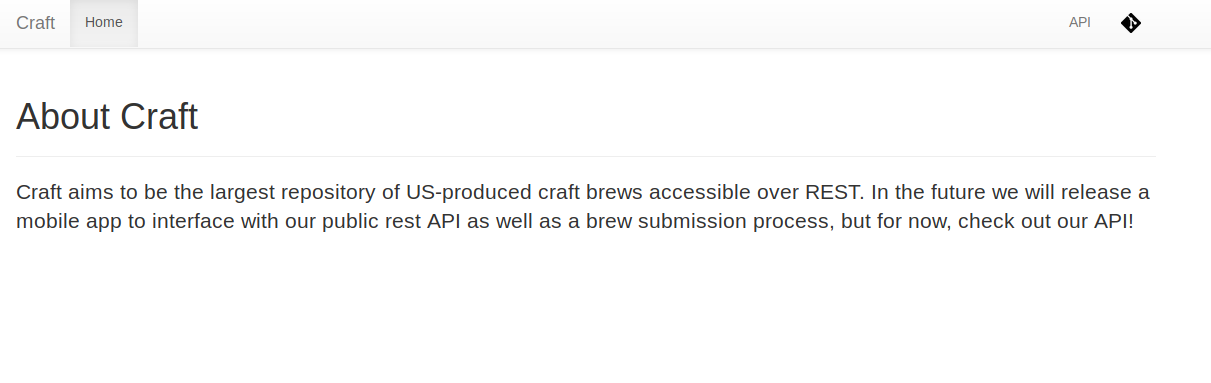 Craft Home API
About Craft
Craft aims to be the largest repository of US-produced craft brews accessible over REST. In the future we will release a
mobile app to interface with our public rest API as well as a brew submission process, but for now, check out our API!